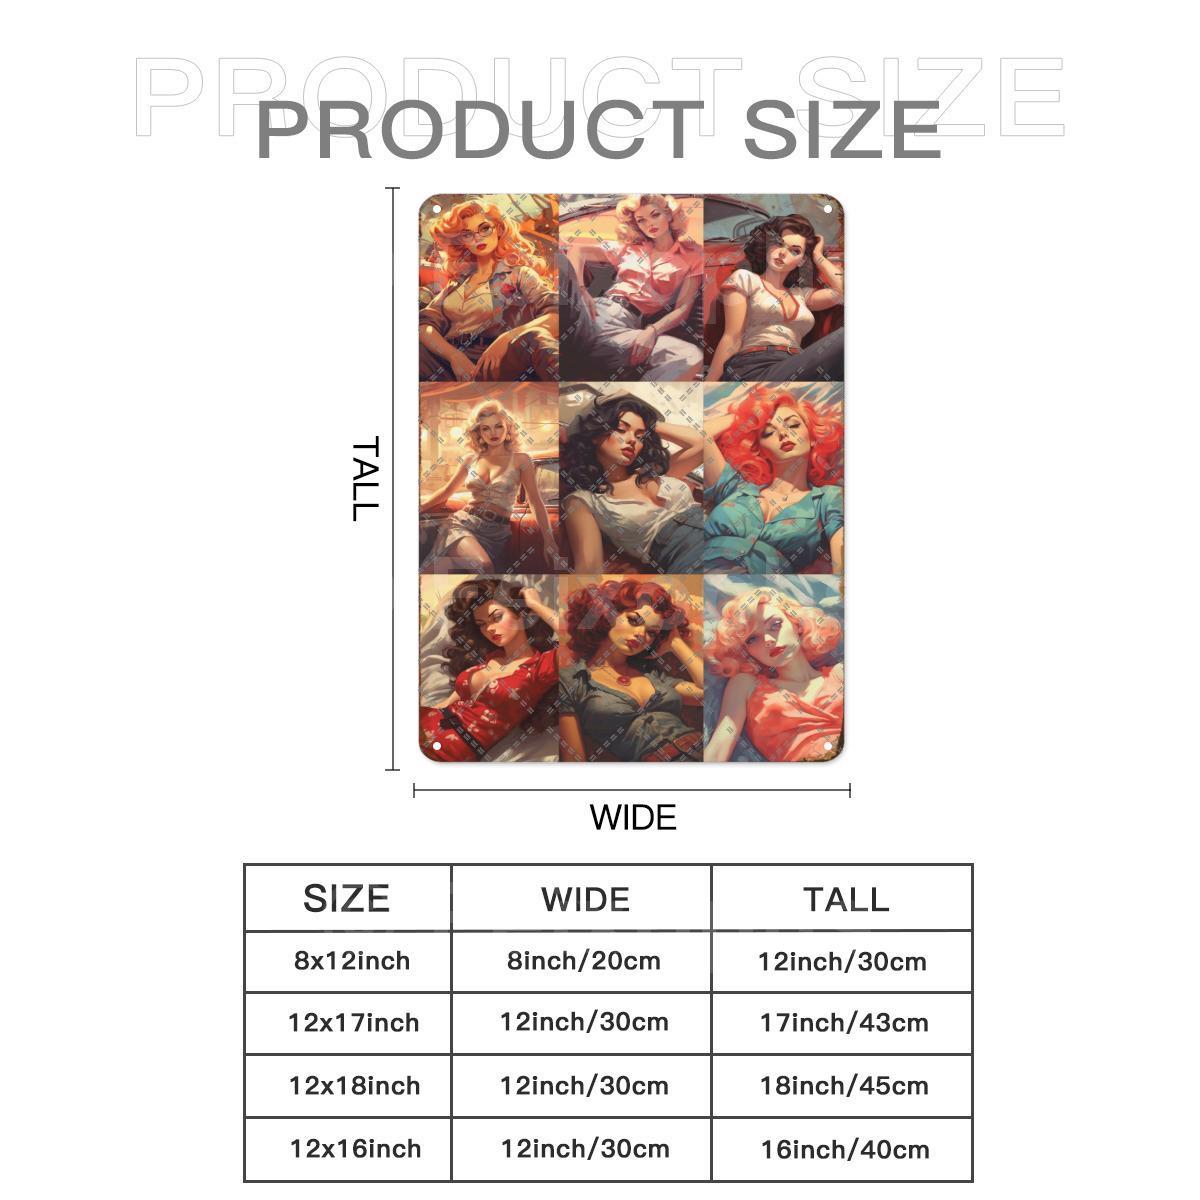 PRODUCT SIZE
PRODUCT SIZE
TALL
WIDE
SIZE WIDE TALL
8x12inch 8inch/20cm 12inch/30cm
12x17inch 12inch/30cm 17inch/43cm
12x18inch 12inch/30cm 18inch/45cm
12x16inch 12inch/30cm 16inch/40cm